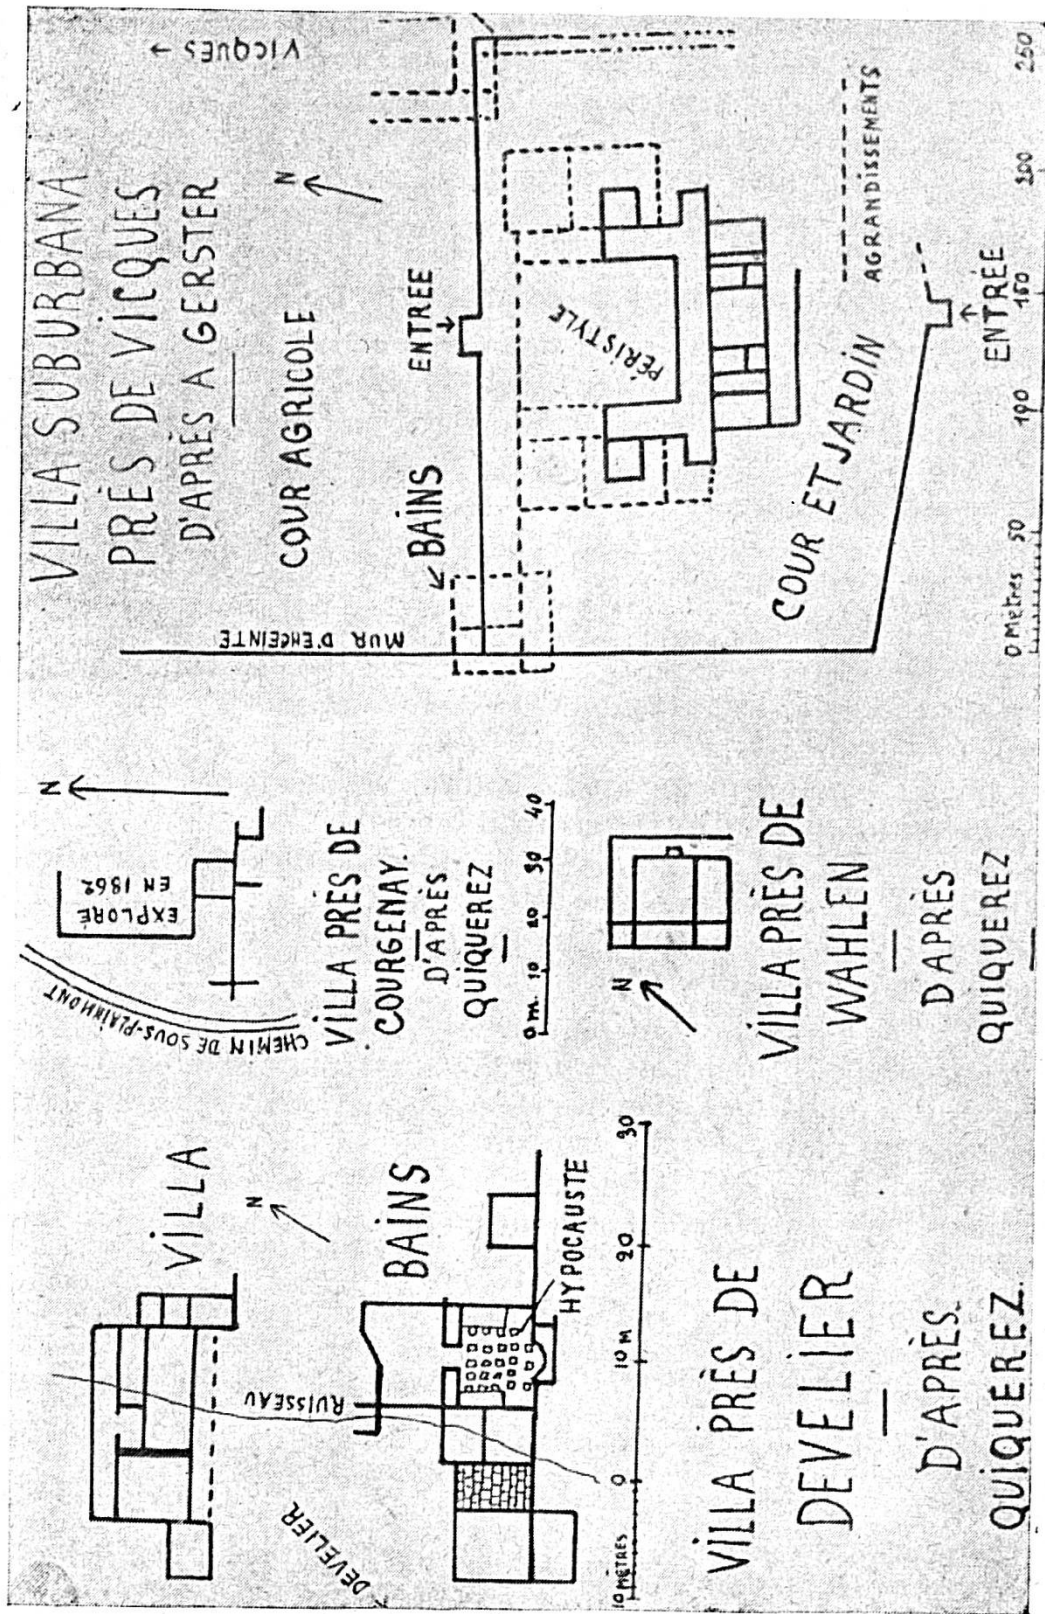 VILLA
N
DEVELIER
RUISSEAU
BAINS
HYPOCAUSTE
10 MÈTRES 0 10 M 20 30
VILLA PRÈS DE
DEVELIER
D'APRÈS
QUIQUEREZ.
N
EXPLORÉ
EN 1862
CHEMIN DE SOUS-PLAINMONT
VILLA PRÈS DE
COURGENAY.
D'APRÈS
QUIQUEREZ
0 m. 10 20 30 40
N
VILLA PRÈS DE
WAHLEN
D'APRÈS
QUIQUEREZ
VILLA SUBURBANA
PRÈS DE VICQUES
D'APRÈS A GERSTER
VICQUES →
N
COUR AGRICOLE
MUR D'ENCEINTE
BAINS
ENTREE
PÉRISTYLE
COUR ET JARDIN
AGRANDISSEMENTS
ENTRÉE
0 Mètres 50 100 150 200 250